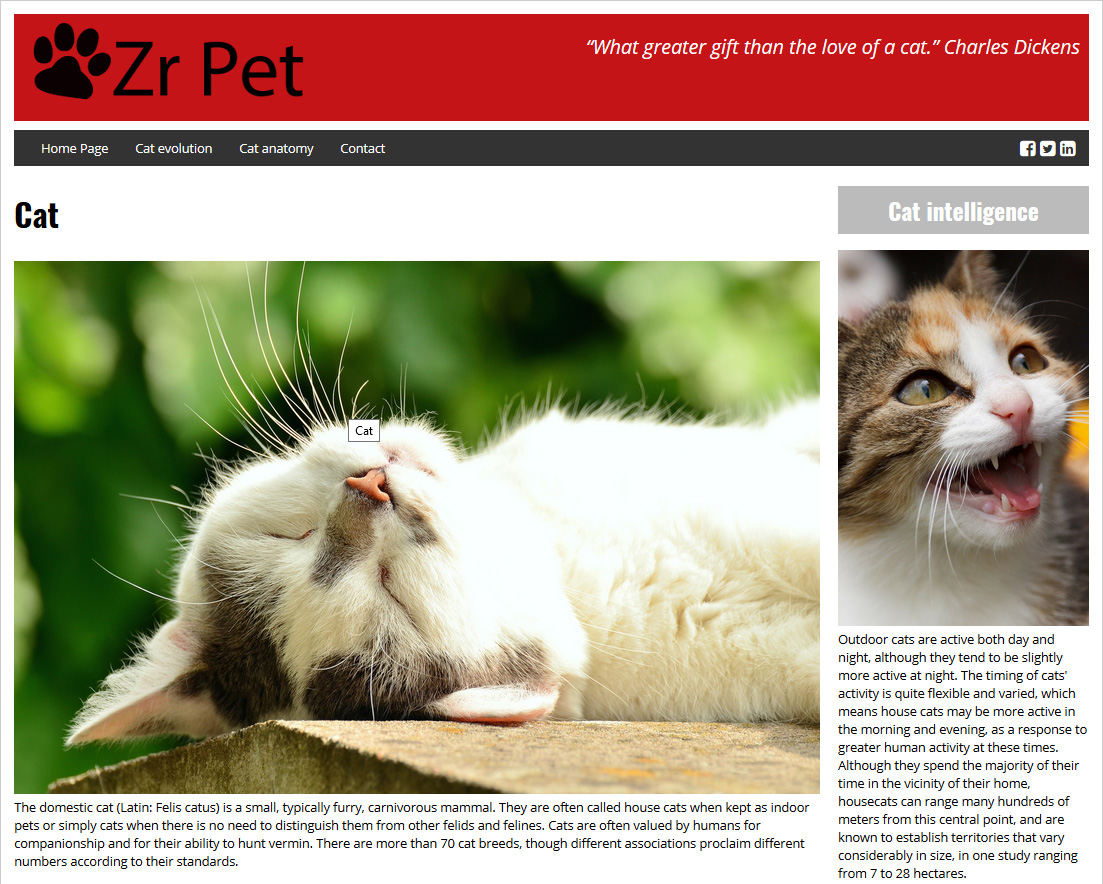 Zr Pet
“What greater gift than the love of a cat.” Charles Dickens
Home Page Cat evolution Cat anatomy Contact
Cat
Cat
The domestic cat (Latin: Felis catus) is a small, typically furry, carnivorous mammal. They are often called house cats when kept as indoor
pets or simply cats when there is no need to distinguish them from other felids and felines. Cats are often valued by humans for
companionship and for their ability to hunt vermin. There are more than 70 cat breeds, though different associations proclaim different
numbers according to their standards.
Cat intelligence
Outdoor cats are active both day and
night, although they tend to be slightly
more active at night. The timing of cats'
activity is quite flexible and varied, which
means house cats may be more active in
the morning and evening, as a response to
greater human activity at these times.
Although they spend the majority of their
time in the vicinity of their home,
housecats can range many hundreds of
meters from this central point, and are
known to establish territories that vary
considerably in size, in one study ranging
from 7 to 28 hectares.